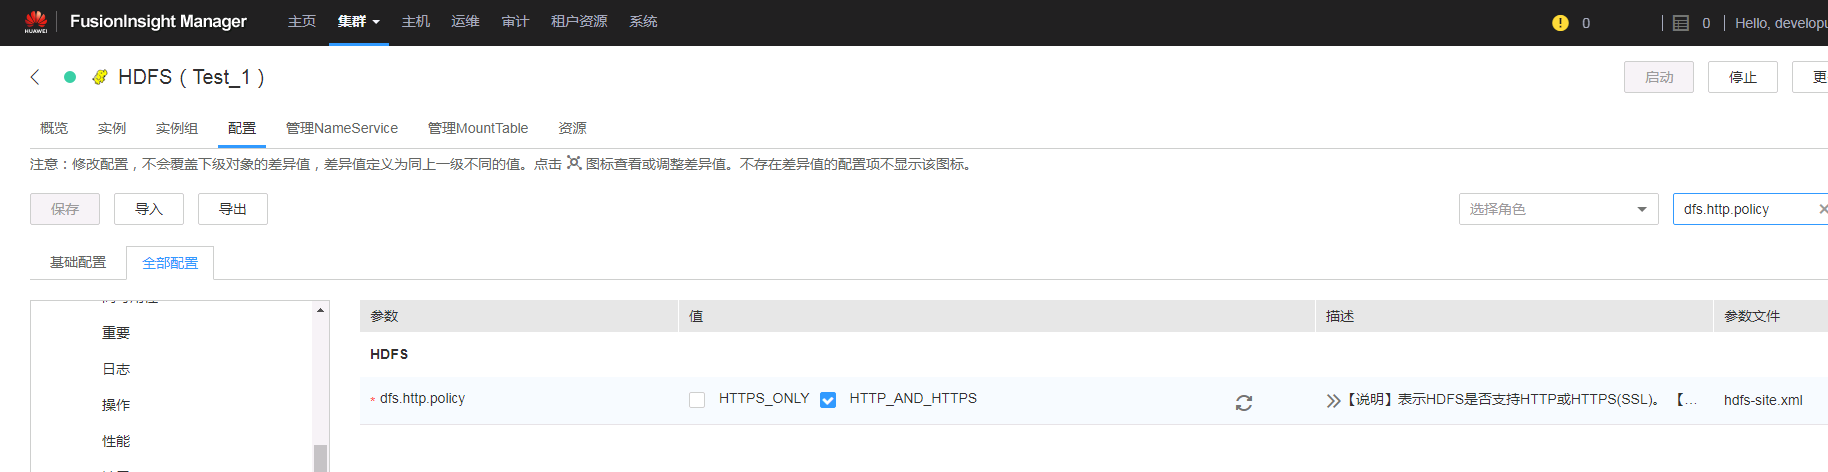 HUAWEI FusionInsight Manager 主页 集群 主机 运维 审计 租户资源 系统 0 0 Hello, develop
HDFS ( Test_1 ) 启动 停止 更
概览 实例 实例组 配置 管理NameService 管理MountTable 资源
注意：修改配置，不会覆盖下级对象的差异值，差异值定义为同上一级不同的值。点击 图标查看或调整差异值。不存在差异值的配置项不显示该图标。
保存 导入 导出 选择角色 dfs.http.policy
基础配置 全部配置
参数 值 描述 参数文件
重要
HDFS
日志
操作
* dfs.http.policy HTTPS_ONLY HTTP_AND_HTTPS 【说明】表示HDFS是否支持HTTP或HTTPS(SSL)。 【... hdfs-site.xml
性能